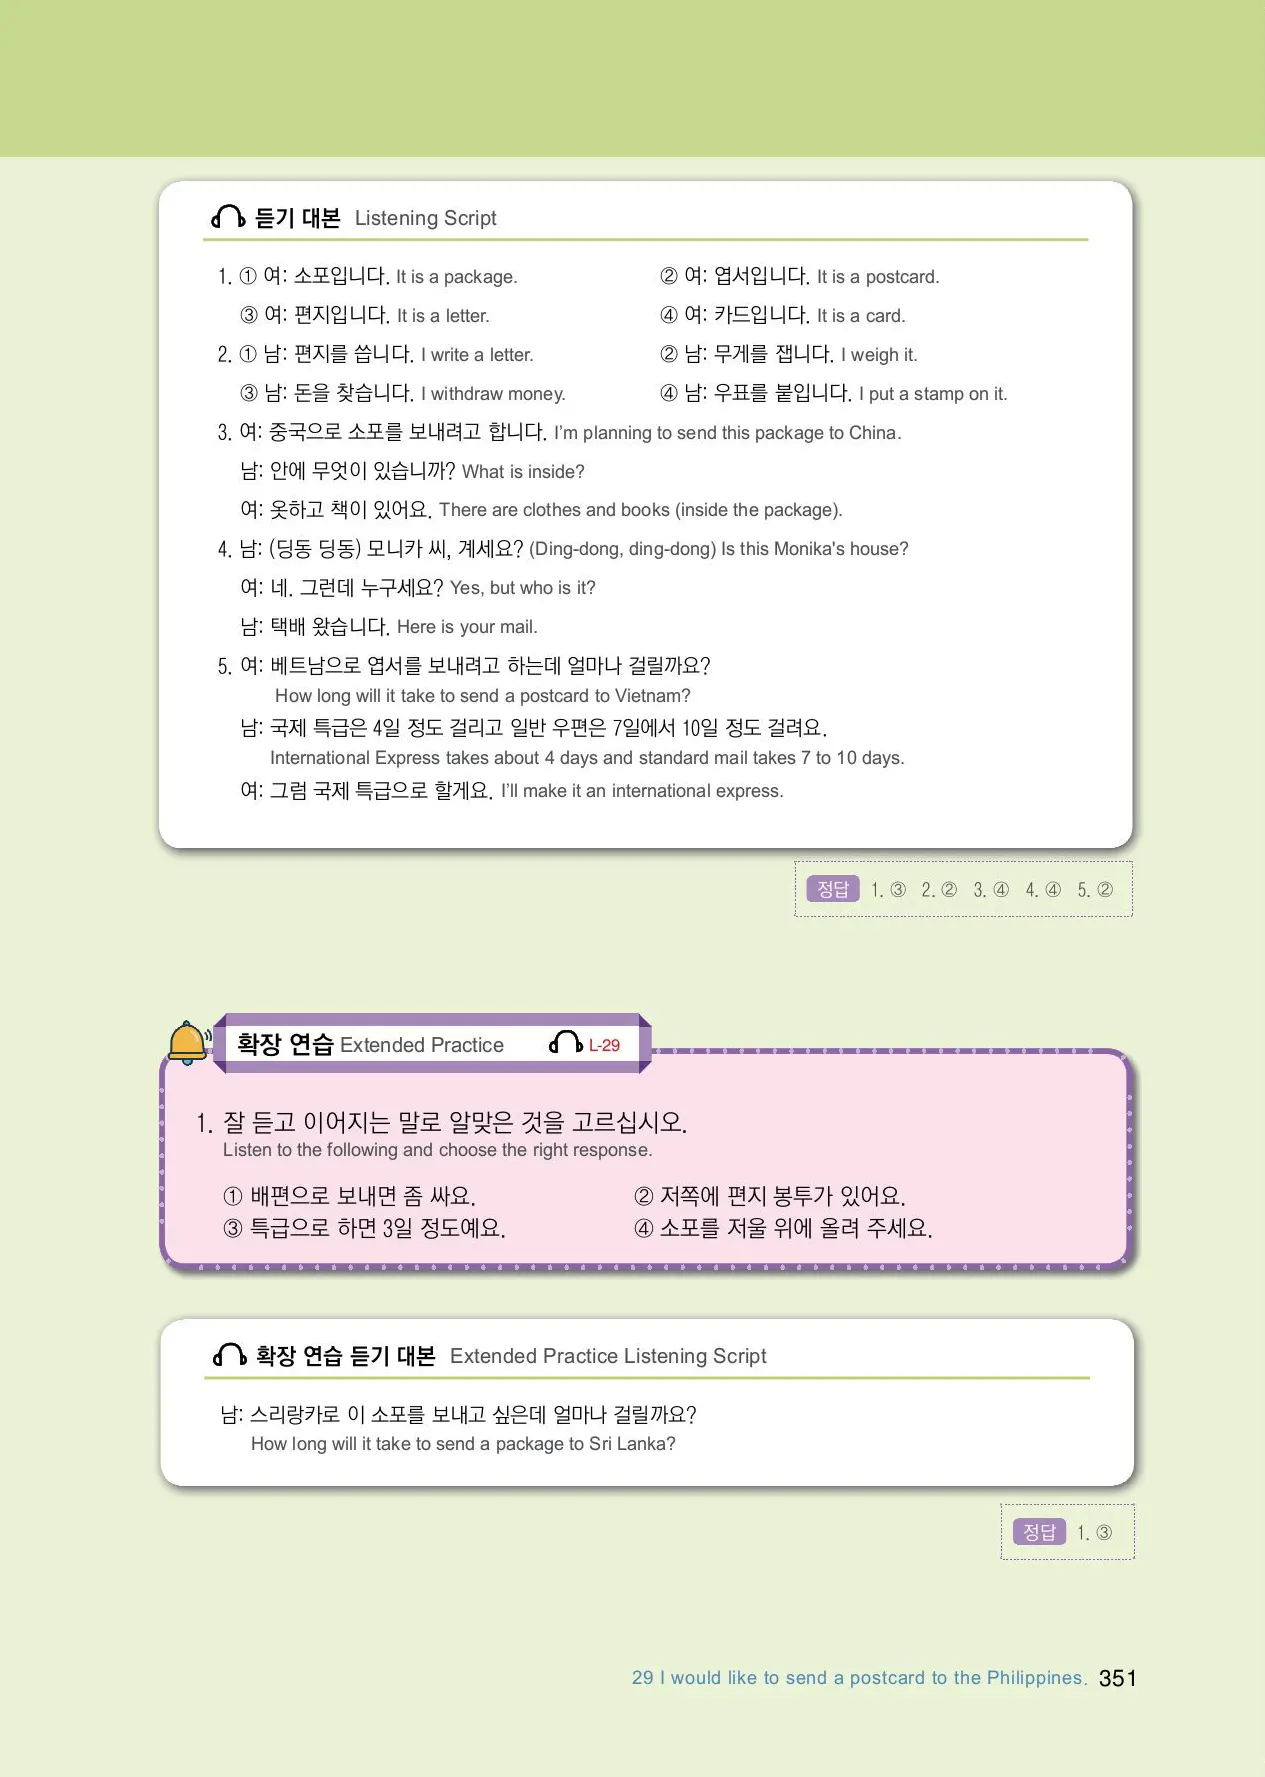 듣기 대본 Listening Script
1. ① 여: 소포입니다. It is a package. ② 여: 엽서입니다. It is a postcard.
③ 여: 편지입니다. It is a letter. ④ 여: 카드입니다. It is a card.
2. ① 남: 편지를 씁니다. I write a letter. ② 남: 무게를 잽니다. I weigh it.
③ 남: 돈을 찾습니다. I withdraw money. ④ 남: 우표를 붙입니다. I put a stamp on it.
3. 여: 중국으로 소포를 보내려고 합니다. I'm planning to send this package to China.
남: 안에 무엇이 있습니까? What is inside?
여: 옷하고 책이 있어요. There are clothes and books (inside the package).
4. 남: (딩동 딩동) 모니카 씨, 계세요? (Ding-dong, ding-dong) Is this Monika's house?
여: 네. 그런데 누구세요? Yes, but who is it?
남: 택배 왔습니다. Here is your mail.
5. 여: 베트남으로 엽서를 보내려고 하는데 얼마나 걸릴까요?
How long will it take to send a postcard to Vietnam?
남: 국제 특급은 4일 정도 걸리고 일반 우편은 7일에서 10일 정도 걸려요.
International Express takes about 4 days and standard mail takes 7 to 10 days.
여: 그럼 국제 특급으로 할게요. I'll make it an international express.
정답 1. ③ 2. ② 3. ④ 4. ④ 5. ②
확장 연습 Extended Practice L-29
1. 잘 듣고 이어지는 말로 알맞은 것을 고르십시오.
Listen to the following and choose the right response.
① 배편으로 보내면 좀 싸요. ② 저쪽에 편지 봉투가 있어요.
③ 특급으로 하면 3일 정도예요. ④ 소포를 저울 위에 올려 주세요.
확장 연습 듣기 대본 Extended Practice Listening Script
남: 스리랑카로 이 소포를 보내고 싶은데 얼마나 걸릴까요?
How long will it take to send a package to Sri Lanka?
정답 1. ③
29 I would like to send a postcard to the Philippines. 351